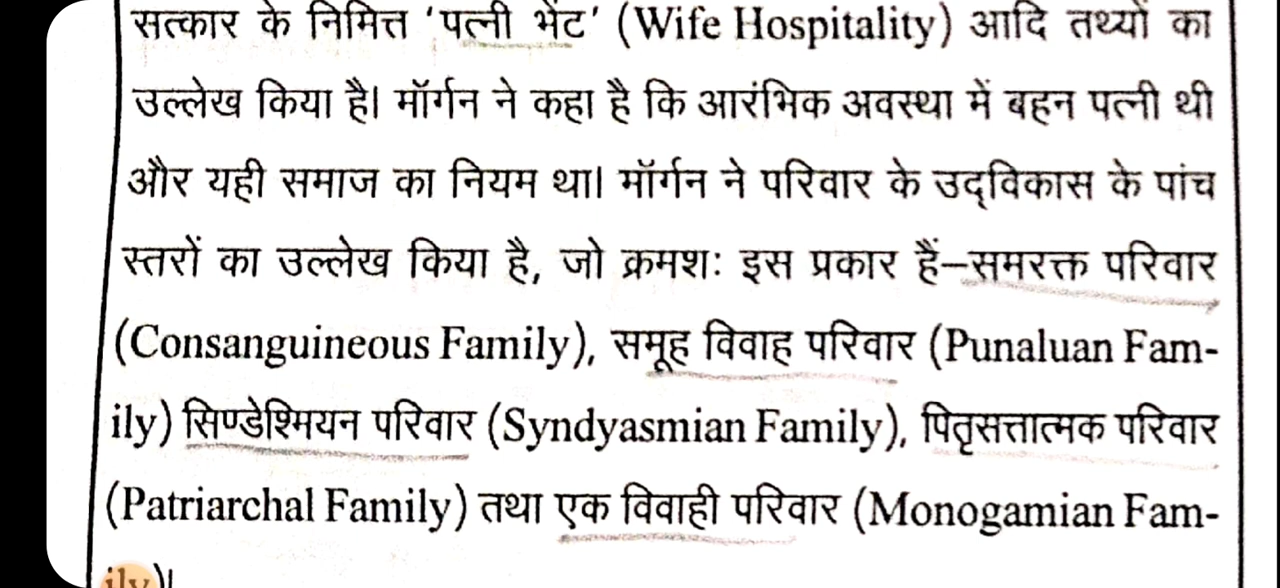 सत्कार के निमित्त 'पत्नी भेंट' (Wife Hospitality) आदि तथ्यों का
उल्लेख किया है। मॉर्गन ने कहा है कि आरंभिक अवस्था में बहन पत्नी थी
और यही समाज का नियम था। मॉर्गन ने परिवार के उद्‌विकास के पांच
स्तरों का उल्लेख किया है, जो क्रमशः इस प्रकार हैं–समरक्त परिवार
(Consanguineous Family), समूह विवाह परिवार (Punaluan Fam-
ily) सिण्डेश्मियन परिवार (Syndyasmian Family), पितृसत्तात्मक परिवार
(Patriarchal Family) तथा एक विवाही परिवार (Monogamian Fam-
ily)।